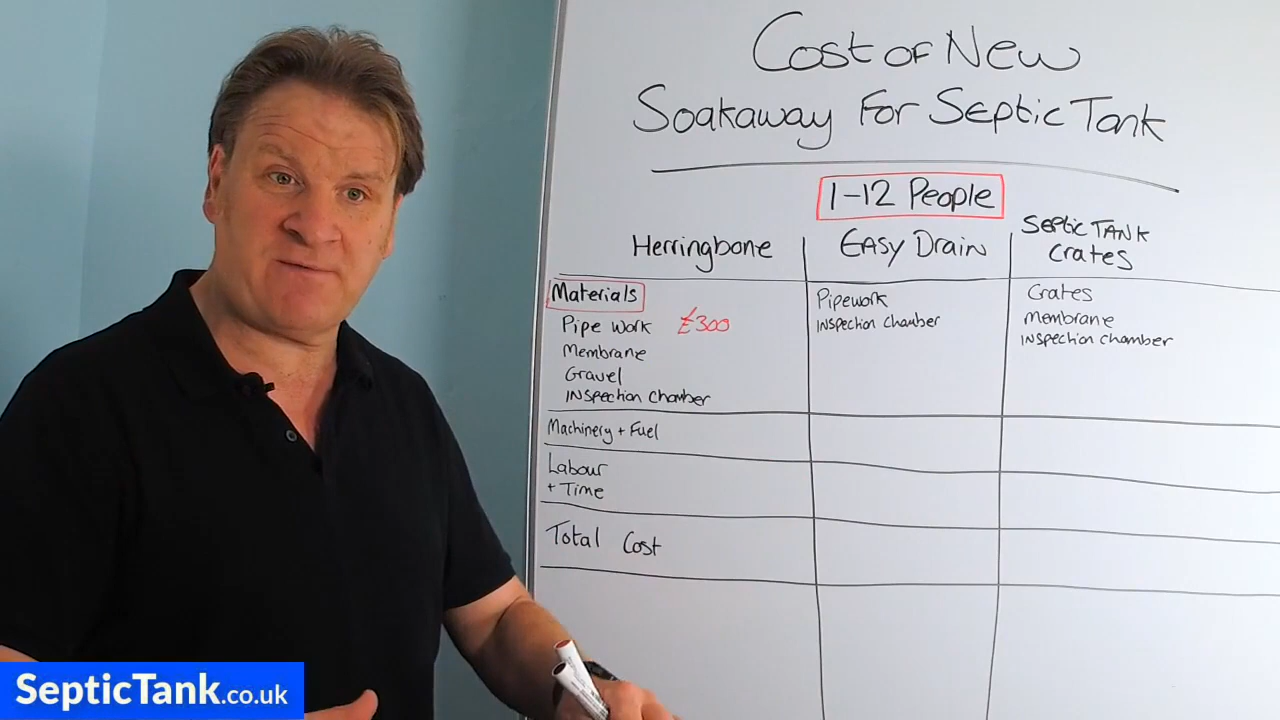 Cost of New
Soakaway For Septic Tank
1-12 People
Herringbone
EASY Drain
SEPtic TANK
Crates
Materials
Pipe work £300
Membrane
Gravel
INSpection Chamber
Pipework
INSpection chamber
Crates
Membrane
INSpection chamber
Machinery + Fuel
Labour
+ Time
Total Cost
SepticTank.co.uk